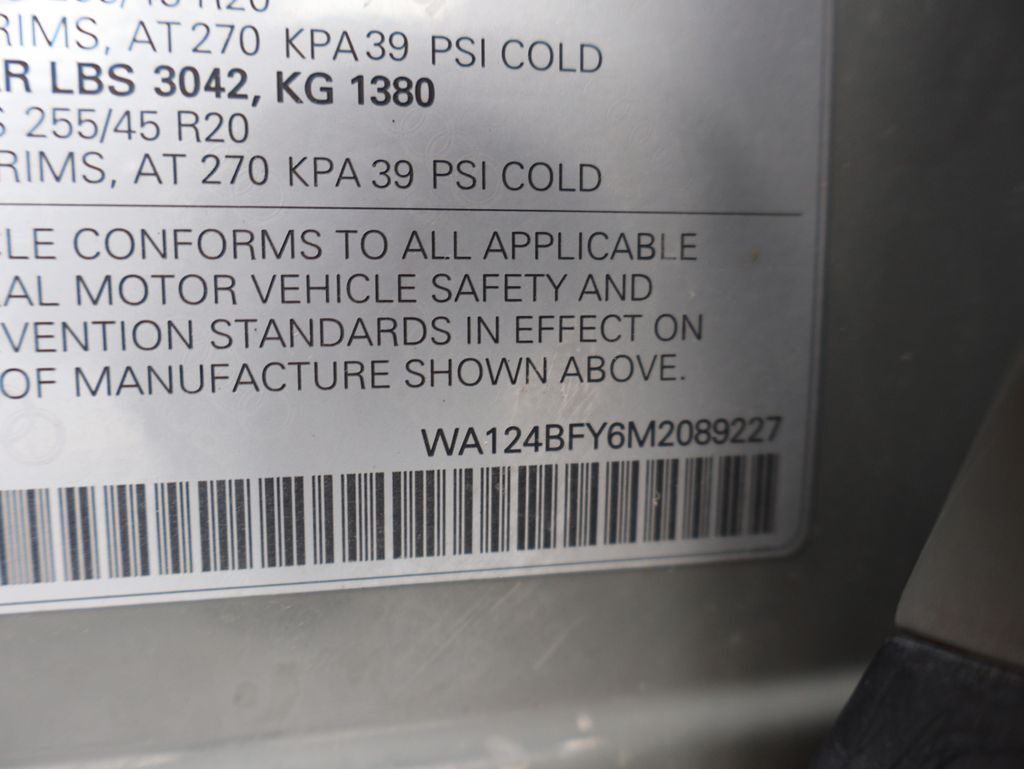 RIMS, AT 270 KPA 39 PSI COLD
R LBS 3042, KG 1380
255/45 R20
RIMS, AT 270 KPA 39 PSI COLD
LE CONFORMS TO ALL APPLICABLE
AL MOTOR VEHICLE SAFETY AND
VENTION STANDARDS IN EFFECT ON
OF MANUFACTURE SHOWN ABOVE.
WA124BFY6M2089227